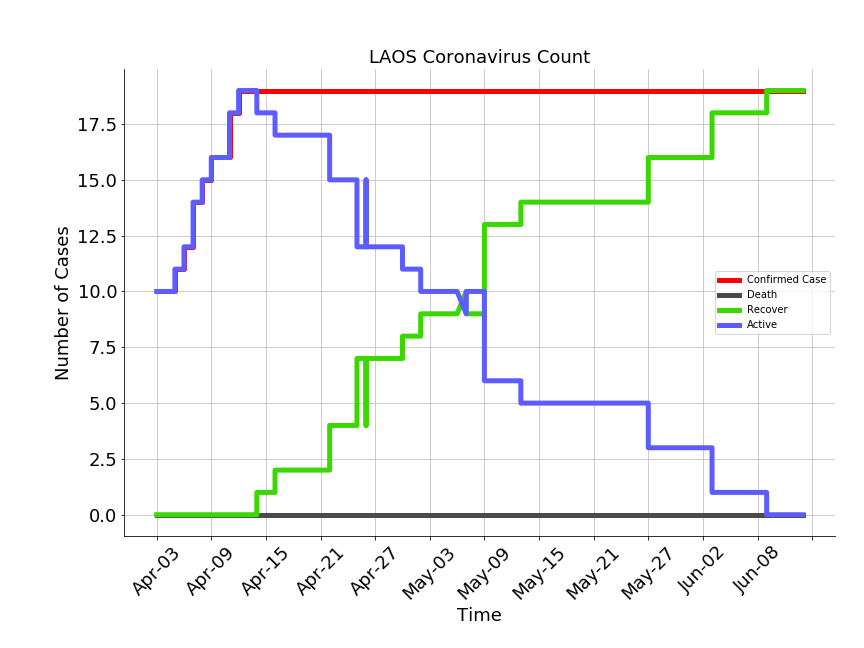 LAOS Coronavirus Count
Number of Cases
17.5
15.0
12.5
10.0
7.5
5.0
2.5
0.0
Confirmed Case
Death
Recover
Active
Apr-03
Apr-09
Apr-15
Apr-21
Apr-27
May-03
May-09
May-15
May-21
May-27
Jun-02
Jun-08
Time